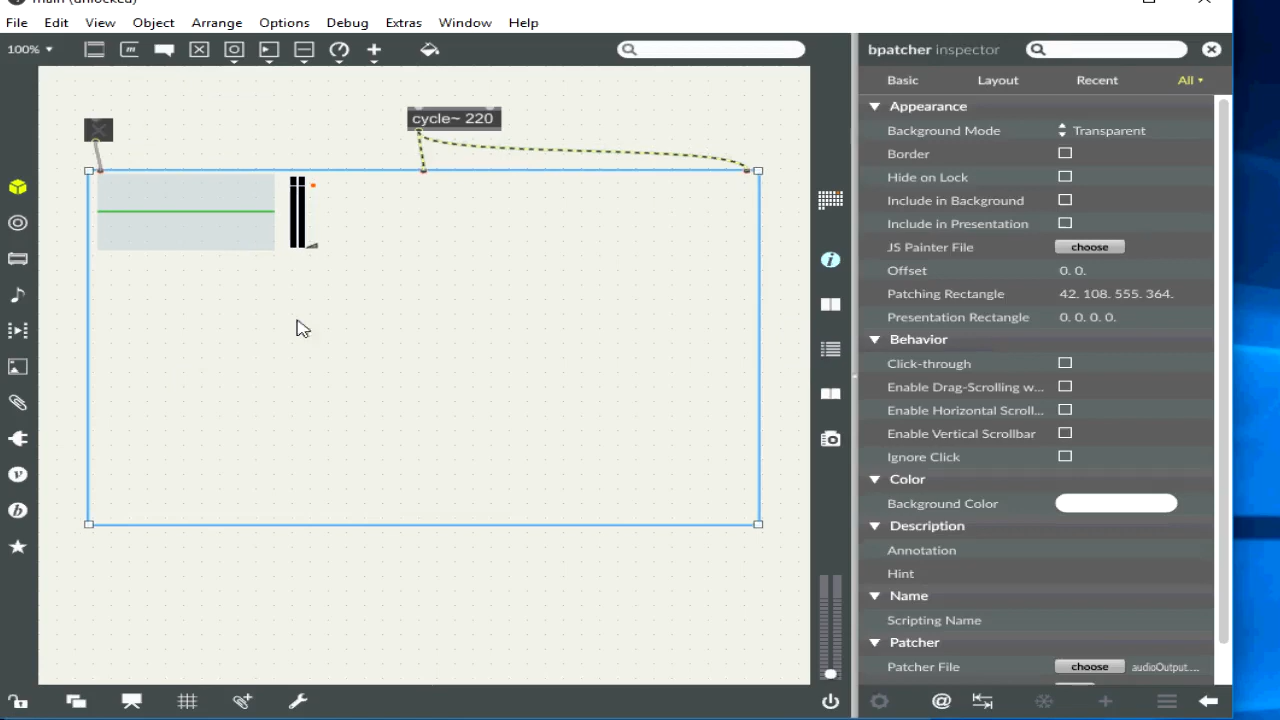 main (unlocked)
File Edit View Object Arrange Options Debug Extras Window Help
100%
bpatcher inspector
Basic Layout Recent All
cycle~ 220
Appearance
Background Mode Transparent
Border
Hide on Lock
Include in Background
Include in Presentation
JS Painter File choose
Offset 0. 0.
Patching Rectangle 42. 108. 555. 364.
Presentation Rectangle 0. 0. 0. 0.
Behavior
Click-through
Enable Drag-Scrolling w...
Enable Horizontal Scroll...
Enable Vertical Scrollbar
Ignore Click
Color
Background Color
Description
Annotation
Hint
Name
Scripting Name
Patcher
Patcher File choose audioOutput....